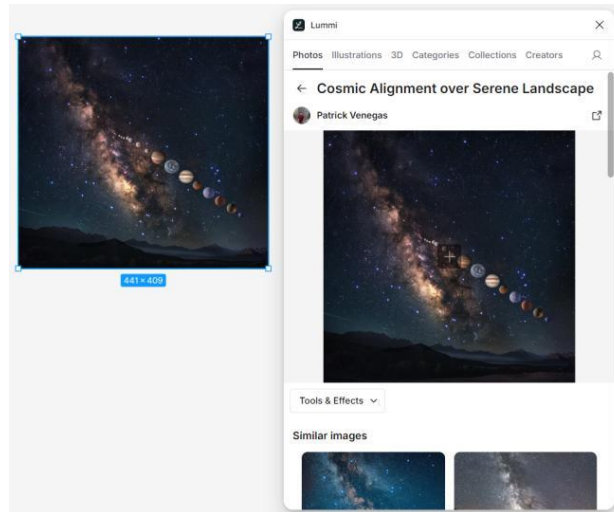 Lummi
Photos Illustrations 3D Categories Collections Creators
Cosmic Alignment over Serene Landscape
Patrick Venegas
441 × 409
Tools & Effects
Similar images